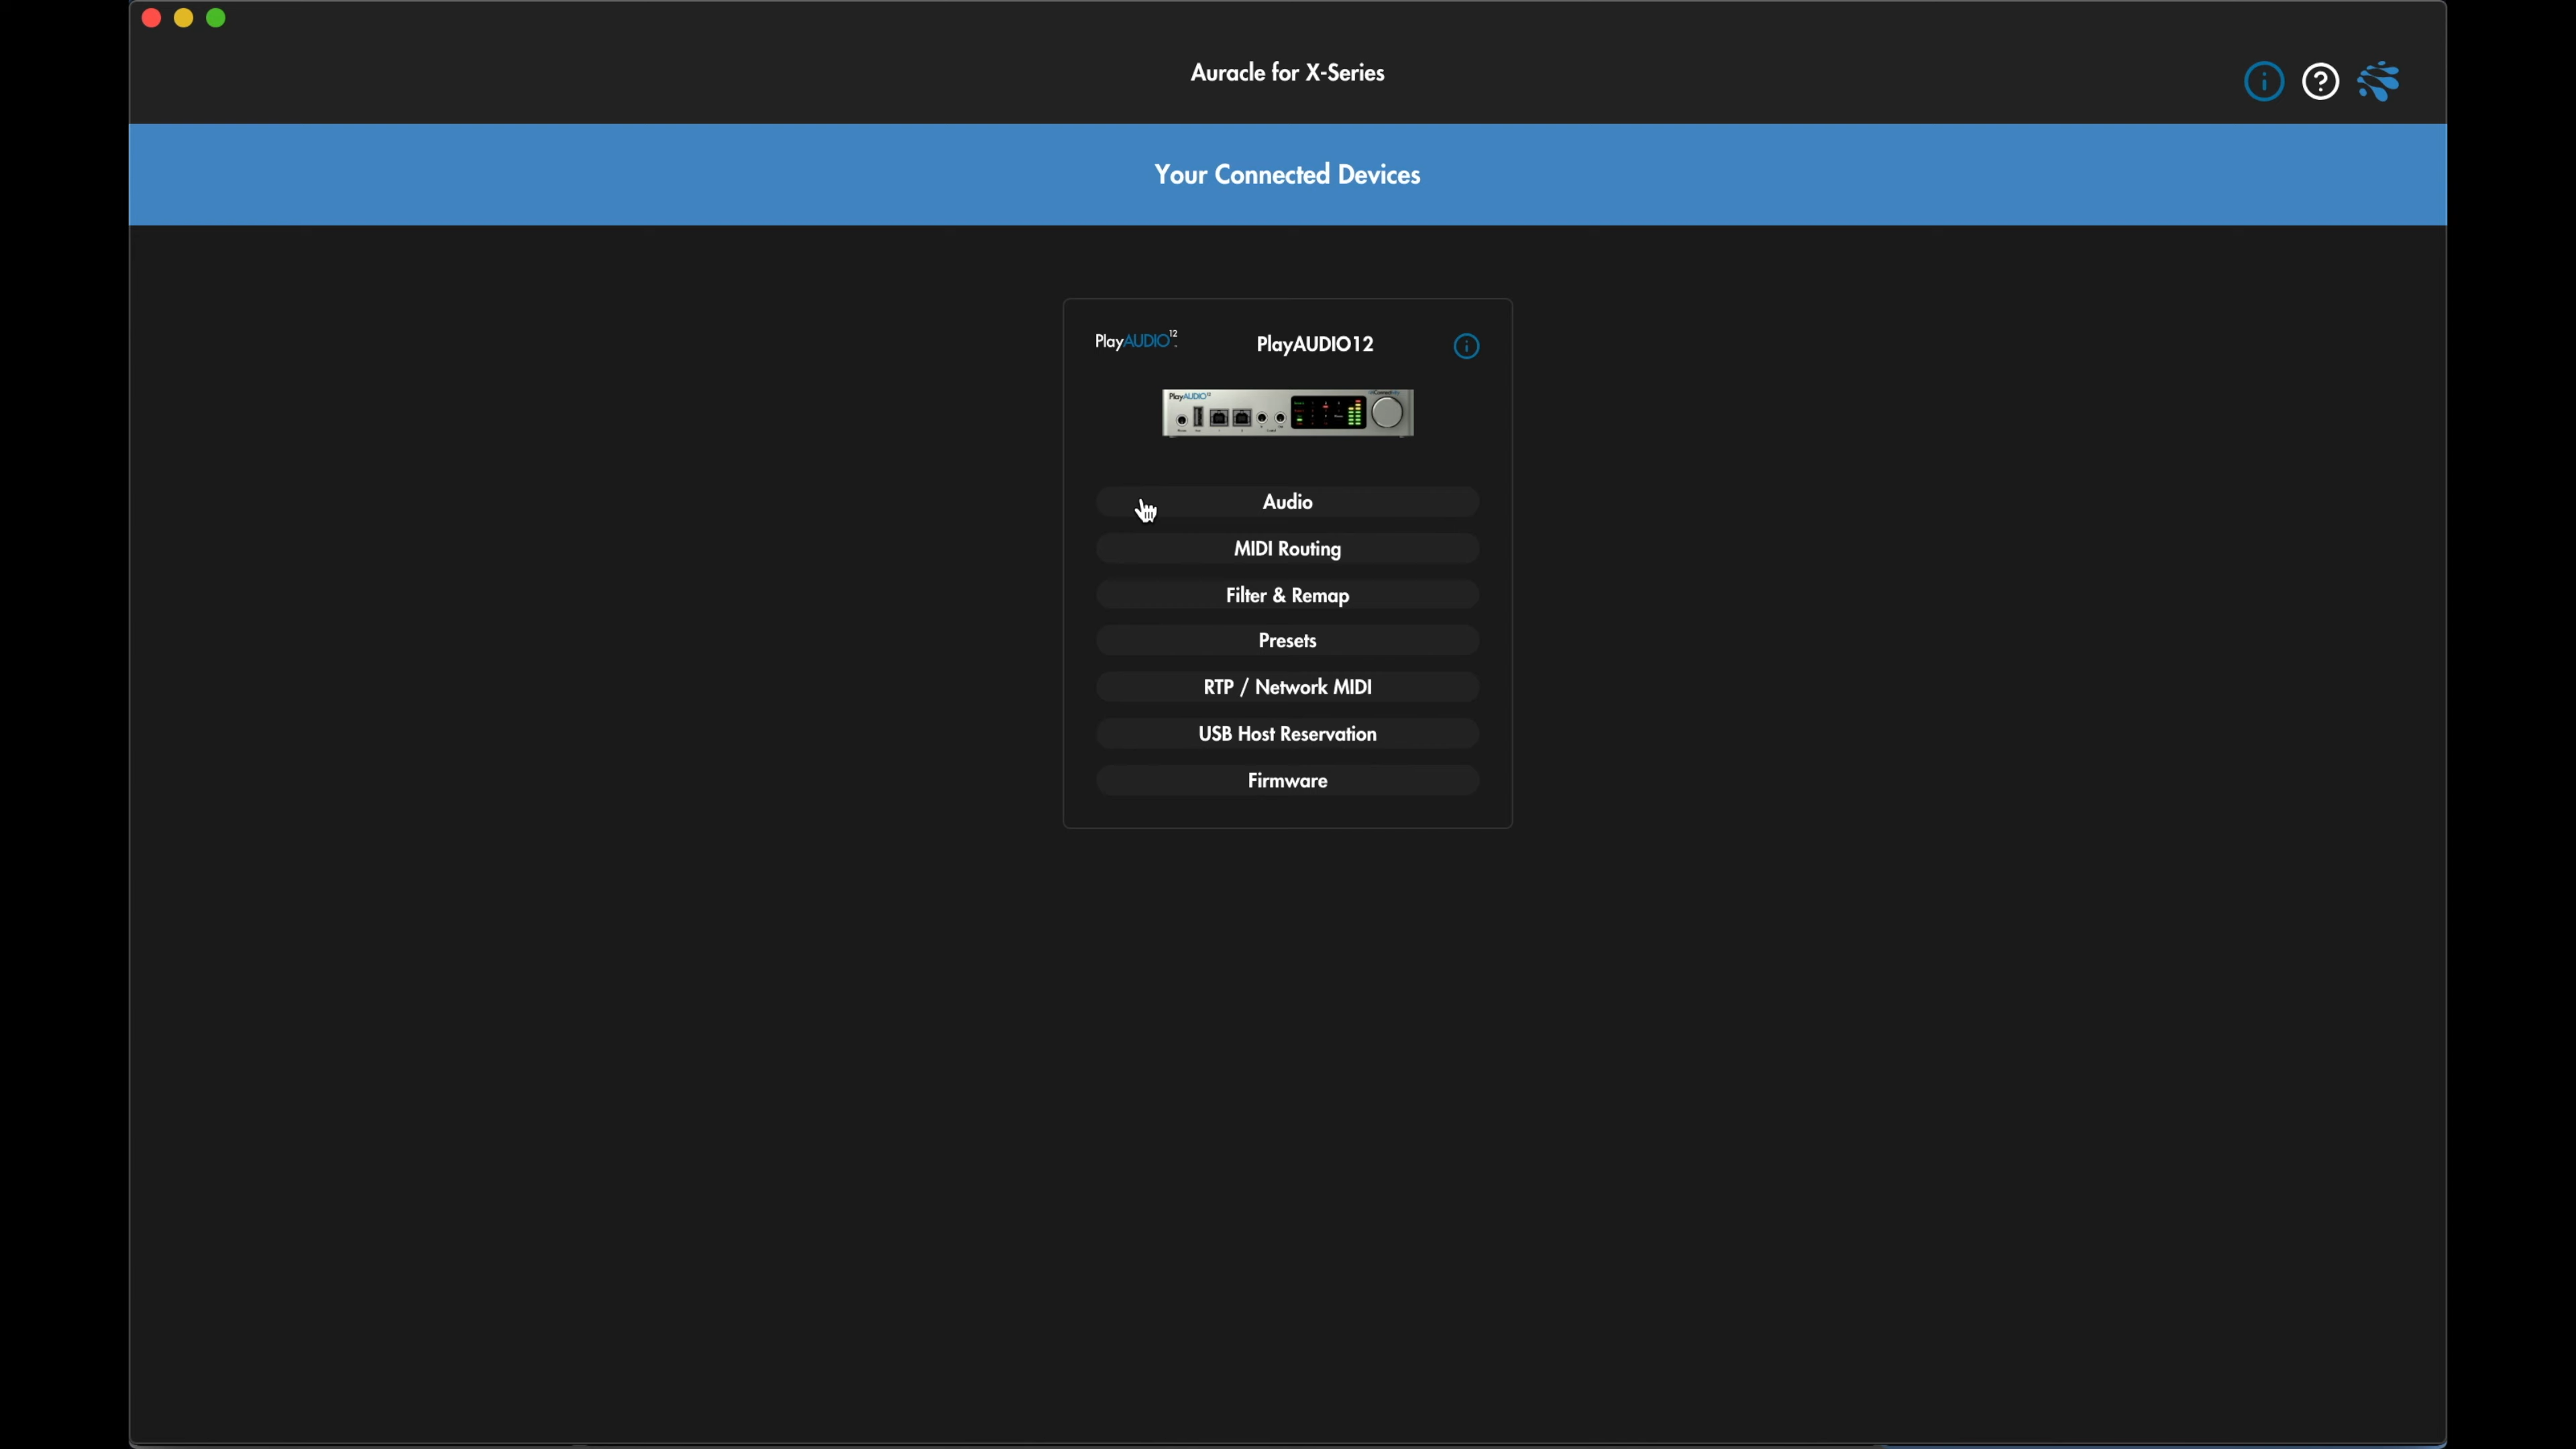 Auracle for X-Series
Your Connected Devices
PlayAUDIO12 PlayAUDIO12
PlayAUDIO12
Audio
MIDI Routing
Filter & Remap
Presets
RTP / Network MIDI
USB Host Reservation
Firmware